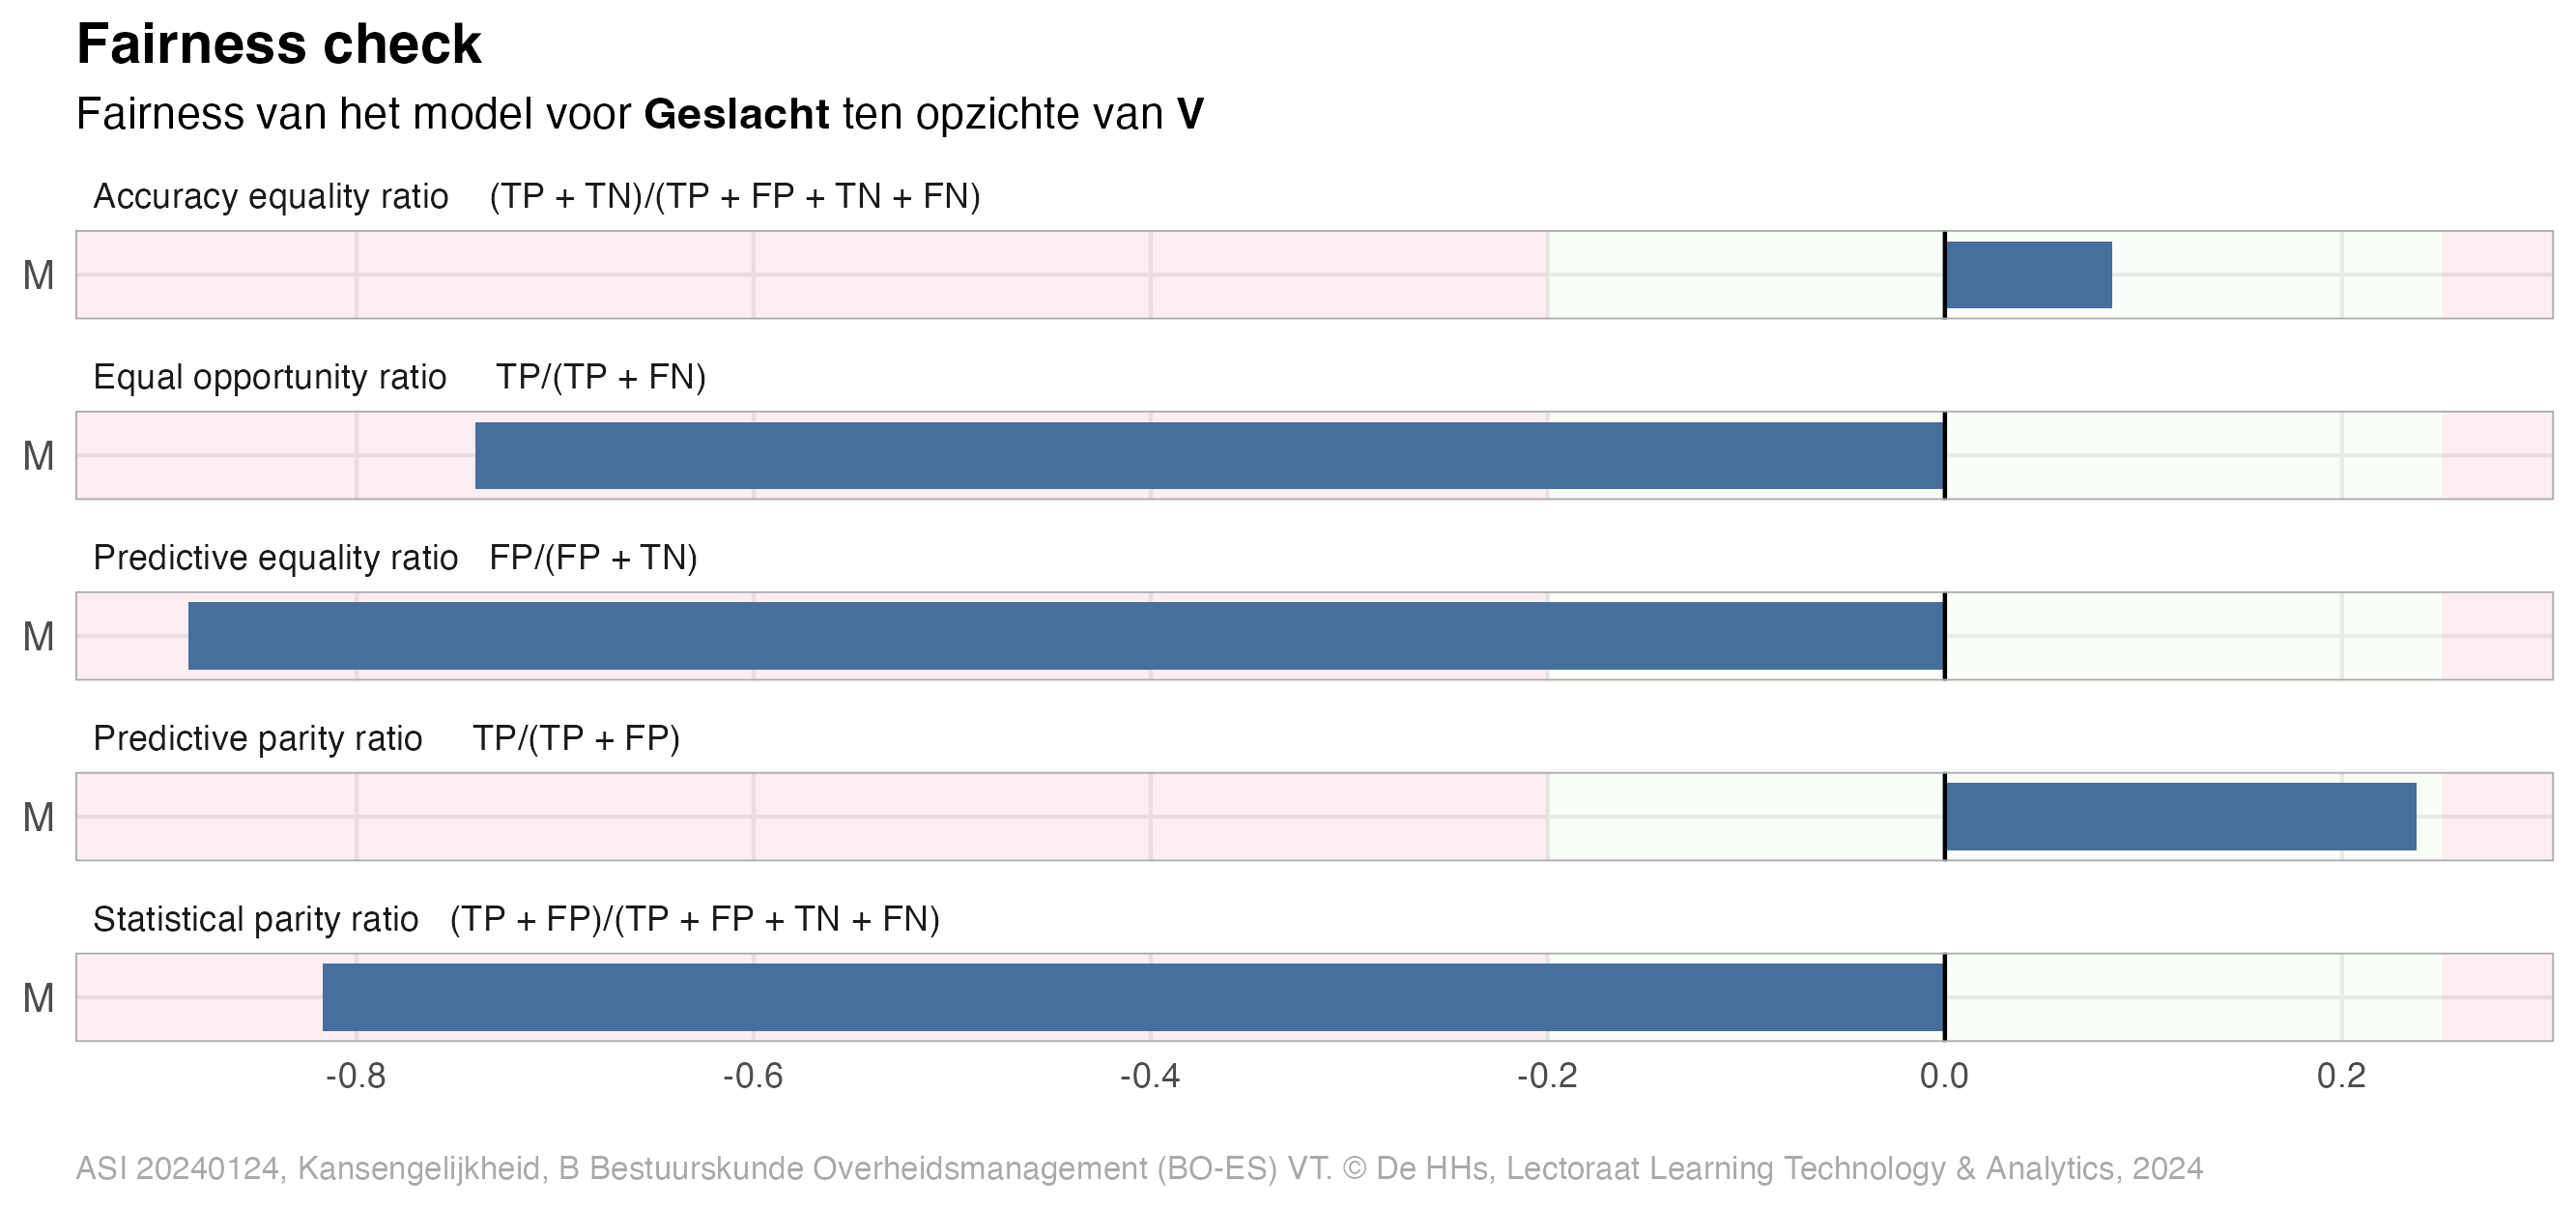 Fairness check
Fairness van het model voor Geslacht ten opzichte van V
Accuracy equality ratio (TP + TN)/(TP + FP + TN + FN)
M
Equal opportunity ratio TP/(TP + FN)
M
Predictive equality ratio FP/(FP + TN)
M
Predictive parity ratio TP/(TP + FP)
M
Statistical parity ratio (TP + FP)/(TP + FP + TN + FN)
M
-0.8 -0.6 -0.4 -0.2 0.0 0.2
ASI 20240124, Kansengelijkheid, B Bestuurskunde Overheidsmanagement (BO-ES) VT. © De HHs, Lectoraat Learning Technology & Analytics, 2024